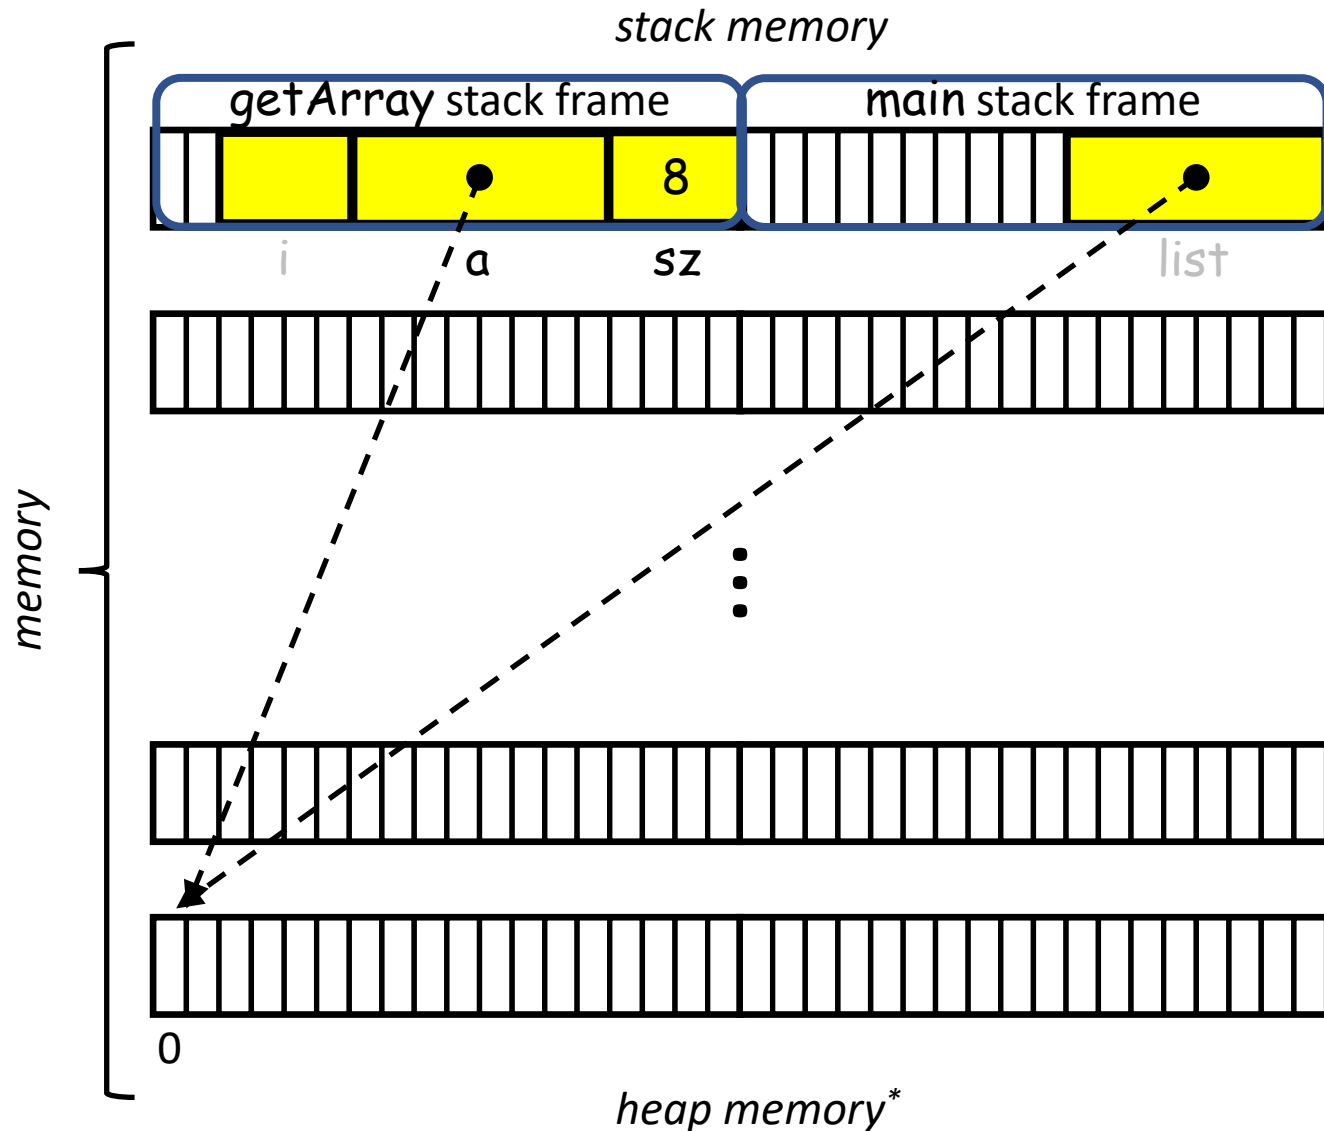 stack memory
getArray stack frame
main stack frame
8
i
a
sz
list
memory
0
heap memory*